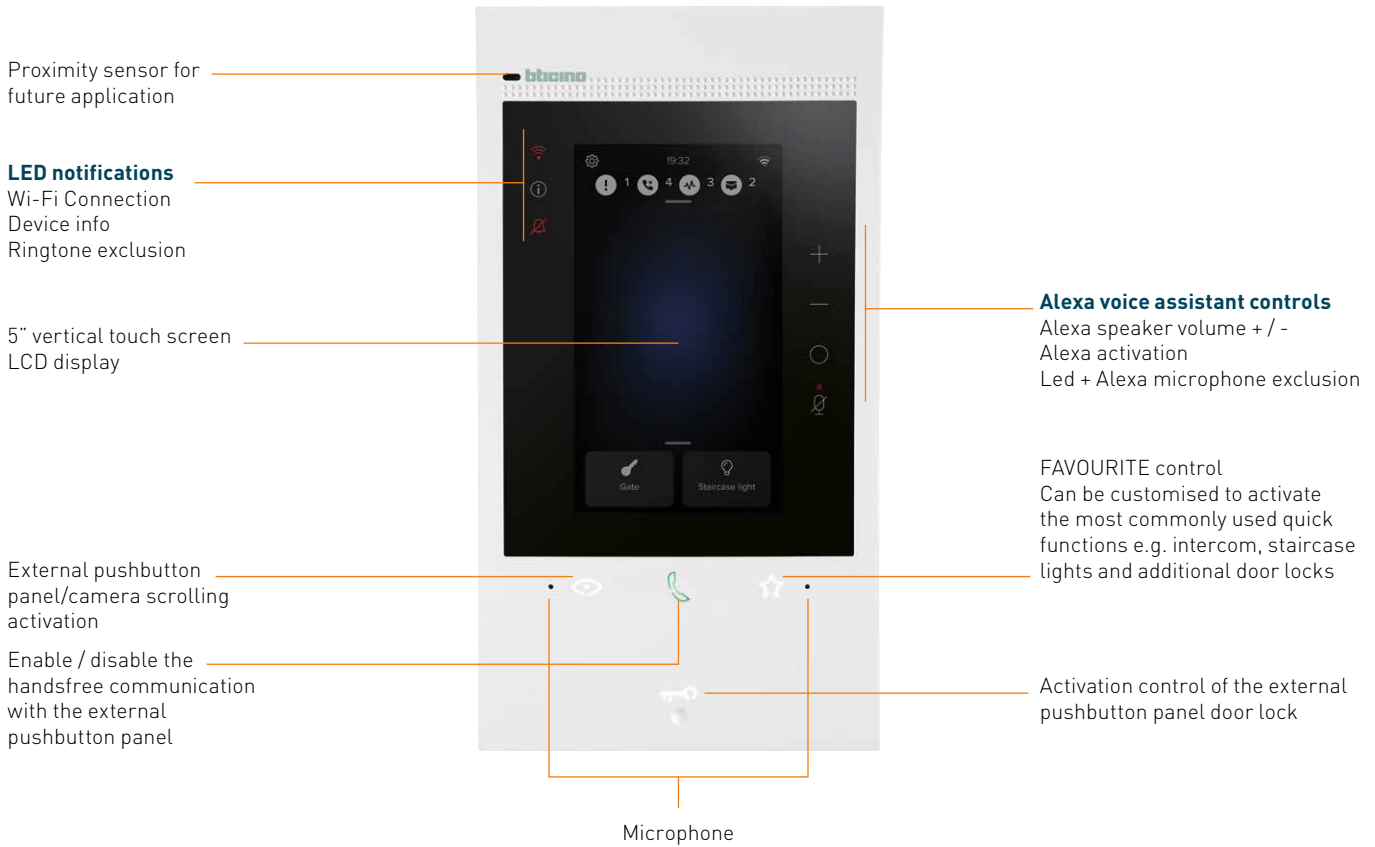 Proximity sensor for
future application
LED notifications
Wi-Fi Connection
Device info
Ringtone exclusion
5” vertical touch screen
LCD display
External pushbutton
panel/camera scrolling
activation
Enable / disable the
handsfree communication
with the external
pushbutton panel
bticino
19:32
1 4 3 2
Gate
Staircase light
Alexa voice assistant controls
Alexa speaker volume + / -
Alexa activation
Led + Alexa microphone exclusion
FAVOURITE control
Can be customised to activate
the most commonly used quick
functions e.g. intercom, staircase
lights and additional door locks
Activation control of the external
pushbutton panel door lock
Microphone